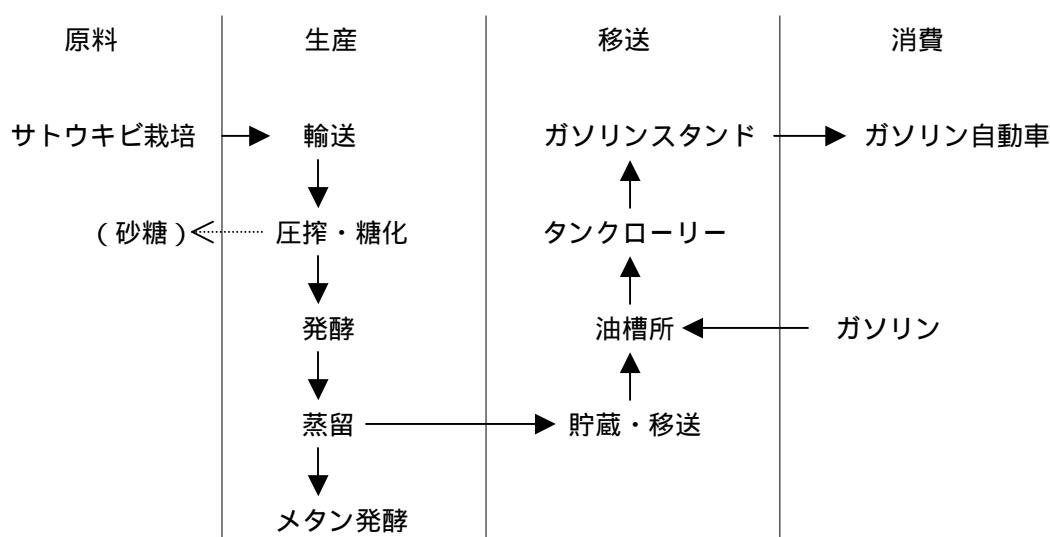 原料 生産 移送 消費
サトウキビ栽培 輸送 ガソリンスタンド ガソリン自動車
(砂糖) 圧搾・糖化 タンクローリー
発酵 油槽所 ガソリン
蒸留 貯蔵・移送
メタン発酵